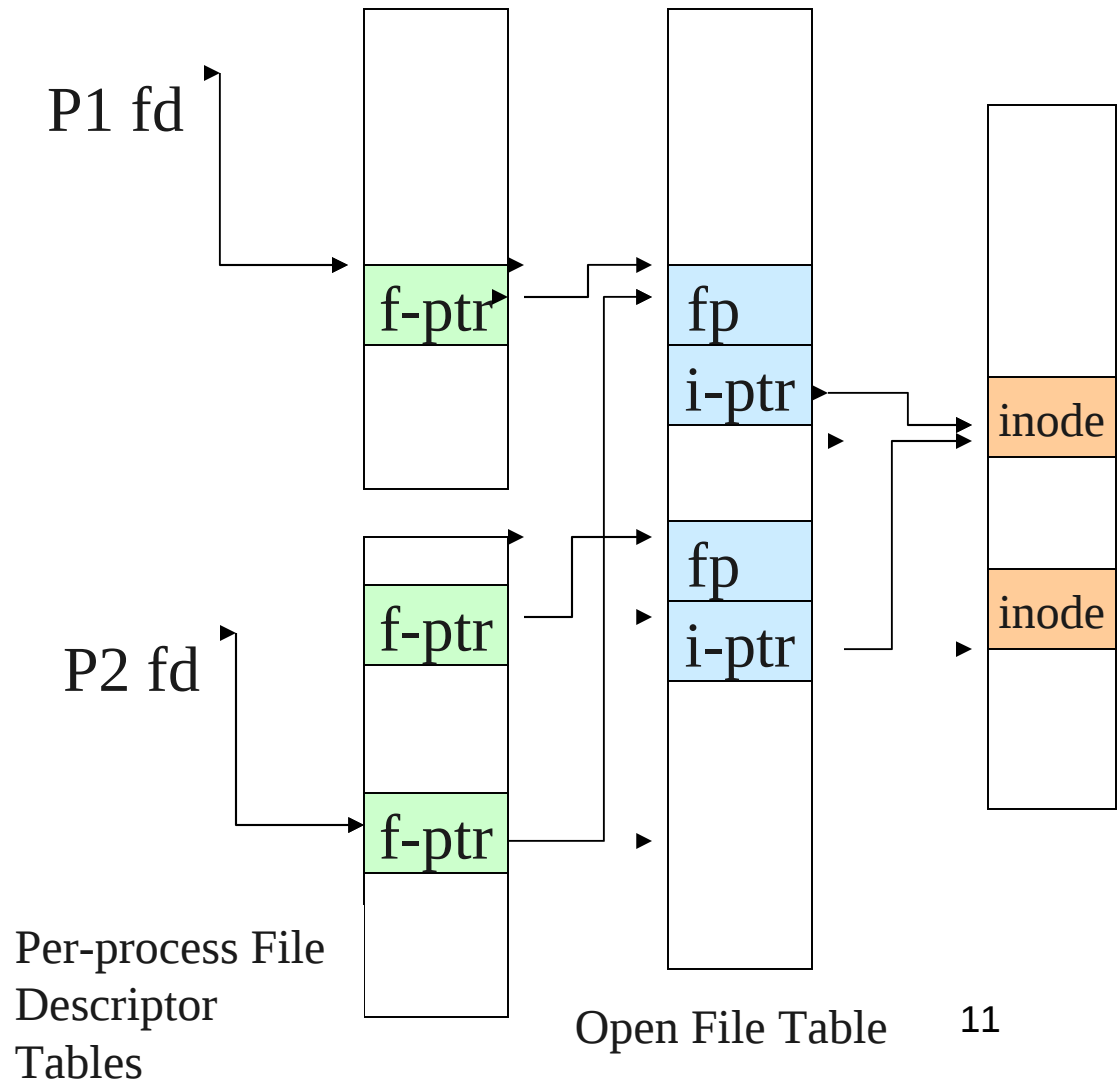 P1 fd
f-ptr
fp
i-ptr
inode
fp
f-ptr
i-ptr
inode
P2 fd
f-ptr
Per-process File
Descriptor
Tables
Open File Table
11